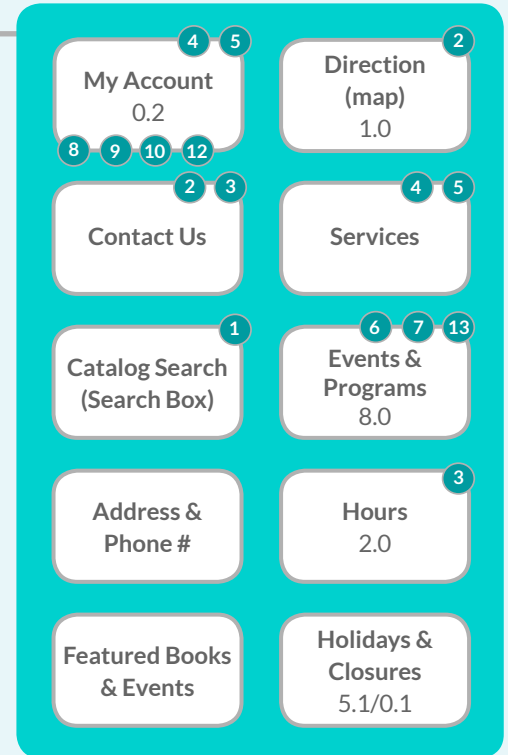 4 5
My Account
0.2
8 9 10 12
2
Direction
(map)
1.0
2 3
Contact Us
4 5
Services
1
Catalog Search
(Search Box)
6 7 13
Events &
Programs
8.0
Address &
Phone #
3
Hours
2.0
Featured Books
& Events
Holidays &
Closures
5.1/0.1